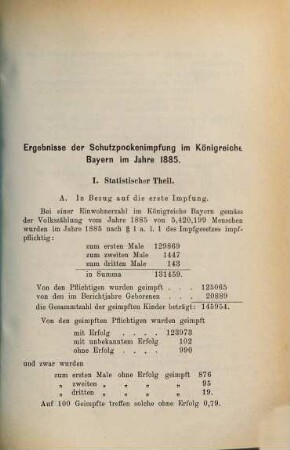 Ergebnisse der Schutzpockenimpfung im Königreiche
Bayern im Jahre 1885.
I. Statistischer Theil.
A. In Bezug auf die erste Impfung.
Bei einer Einwohnerzahl im Königreiche Bayern gemäss
der Volkszählung vom Jahre 1885 von 5,420,199 Menschen
wurden im Jahre 1885 nach § 1 a. l. 1 des Impfgesetzes impf-
pflichtig:
zum ersten Male 129869
zum zweiten Male 1447
zum dritten Male 143
in Summa 131459.
Von den Pflichtigen wurden geimpft . . . 125065
von den im Berichtjahre Gebornen . . . 20889
die Gesammtzahl der geimpften Kinder beträgt: 145954.
Von den geimpften Pflichtigen wurden geimpft
mit Erfolg . . . . 123973
mit unbekanntem Erfolg 102
ohne Erfolg . . . . 990
und zwar wurden
zum ersten Male ohne Erfolg geimpft 876
„ zweiten „ „ „ „ 95
„ dritten „ „ „ „ 19.
Auf 100 Geimpfte treffen solche ohne Erfolg 0,79.